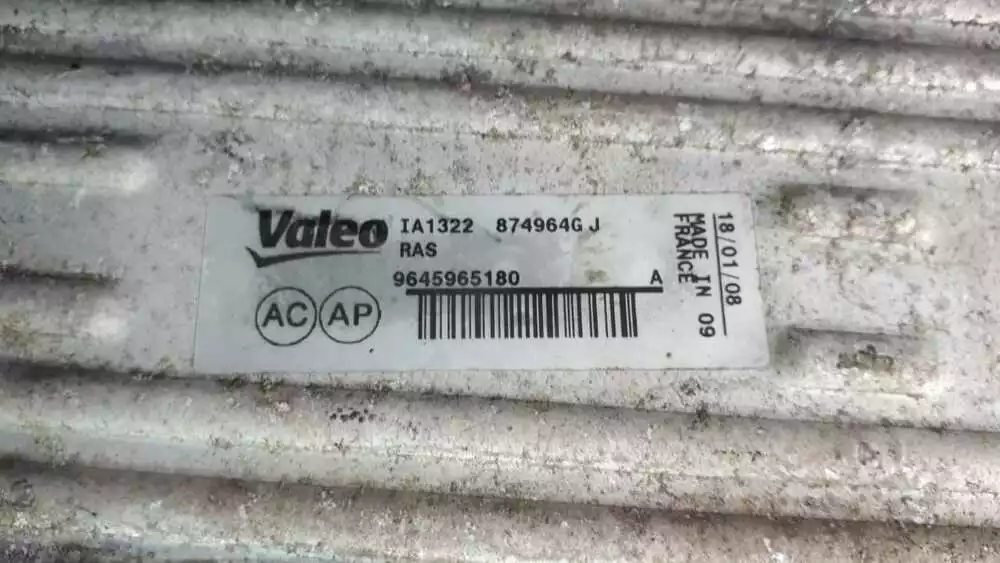 Valeo
IA1322 874964G J
RAS
9645965180 A
AC AP
18/01/08
MADE IN 09
FRANCE